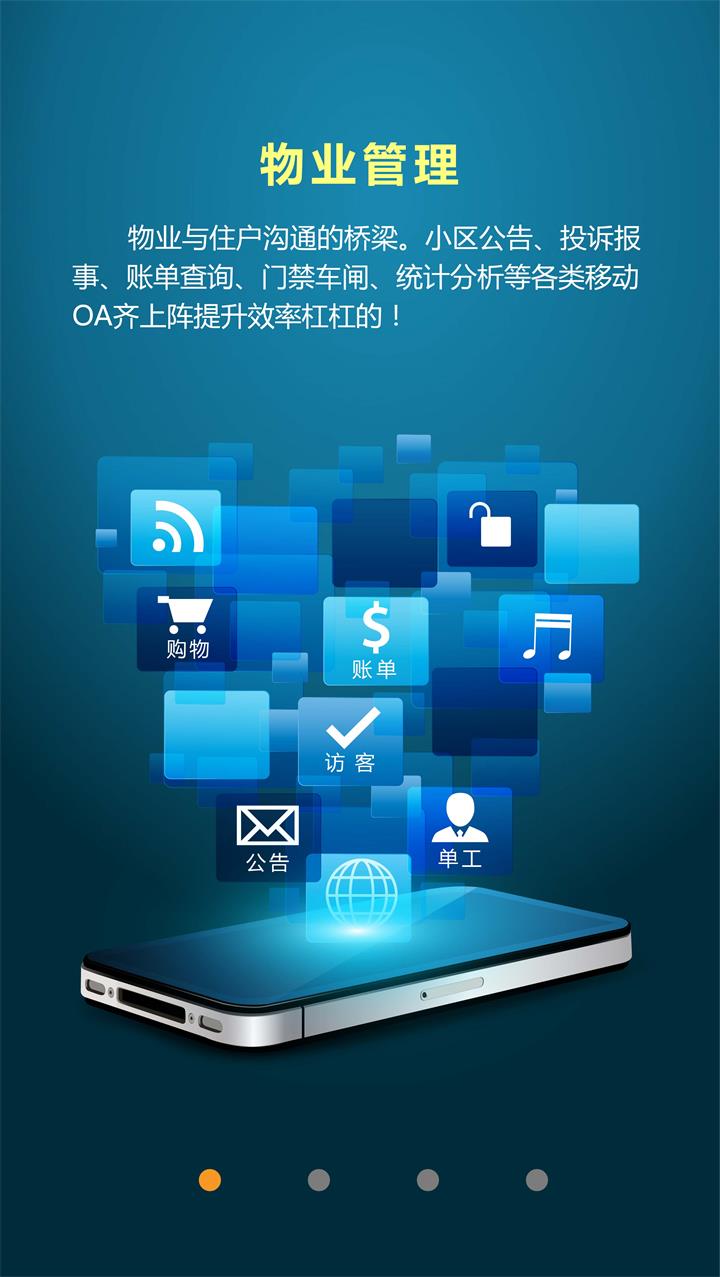 物业管理
物业与住户沟通的桥梁。小区公告、投诉报
事、账单查询、门禁车闸、统计分析等各类移动
OA齐上阵提升效率杠杠的！
购物
$
账单
访客
公告
单工